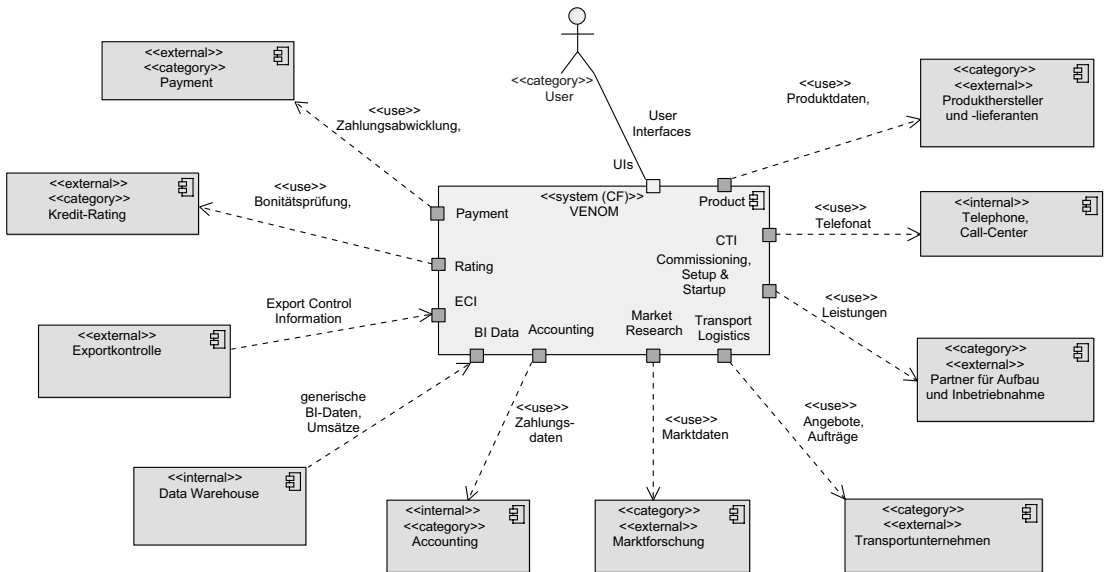 <<external>>
<<category>>
Payment
<<category>>
User
<<use>>
Zahlungsabwicklung,
User
Interfaces
UIs
<<use>>
Produktdaten,
<<category>>
<<external>>
Produkthersteller
und -lieferanten
<<external>>
<<category>>
Kredit-Rating
<<use>>
Bonitätsprüfung,
<<system (CF)>>
VENOM
Payment
Rating
ECI
BI Data
Accounting
Market
Research
Transport
Logistics
Product
CTI
Commissioning,
Setup &
Startup
<<use>>
Telefonat
<<internal>>
Telephone,
Call-Center
<<external>>
Exportkontrolle
Export Control
Information
<<use>>
Leistungen
<<category>>
<<external>>
Partner für Aufbau
und Inbetriebnahme
generische
BI-Daten,
Umsätze
<<use>>
Zahlungs-
daten
<<use>>
Marktdaten
<<use>>
Angebote,
Aufträge
<<internal>>
Data Warehouse
<<internal>>
<<category>>
Accounting
<<category>>
<<external>>
Marktforschung
<<category>>
<<external>>
Transportunternehmen